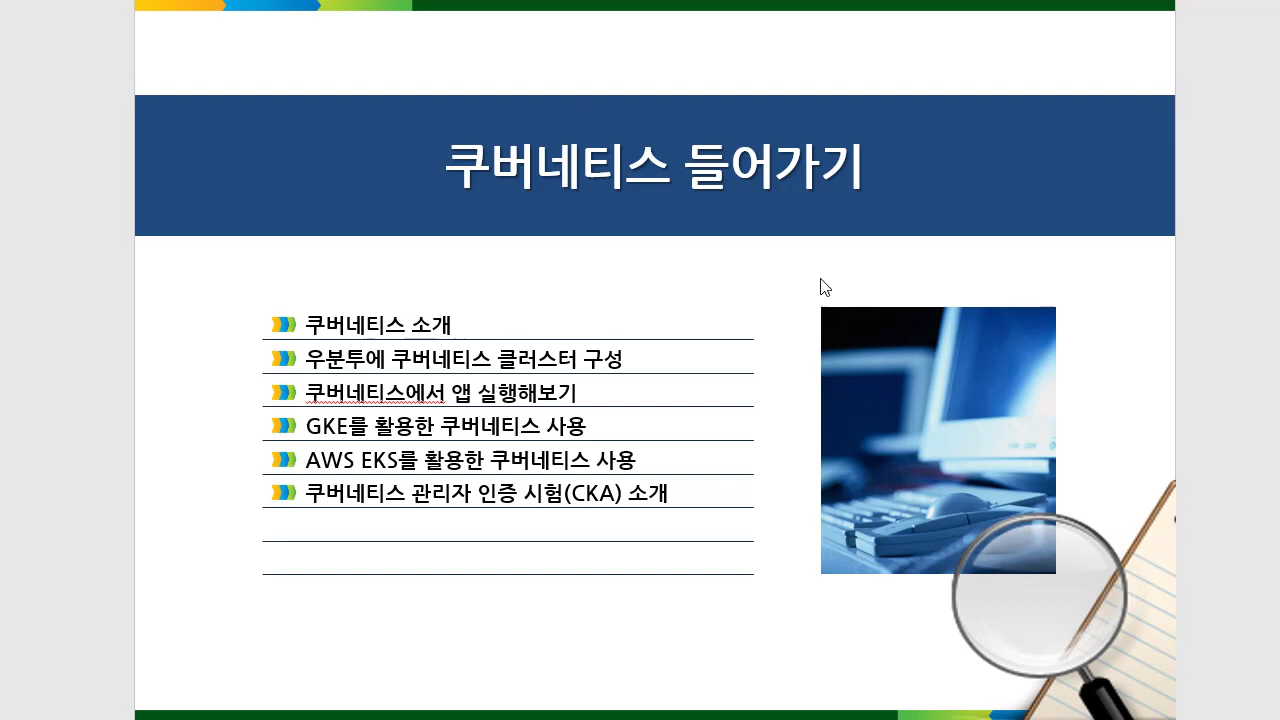 쿠버네티스 들어가기
쿠버네티스 소개
우분투에 쿠버네티스 클러스터 구성
쿠버네티스에서 앱 실행해보기
GKE를 활용한 쿠버네티스 사용
AWS EKS를 활용한 쿠버네티스 사용
쿠버네티스 관리자 인증 시험(CKA) 소개